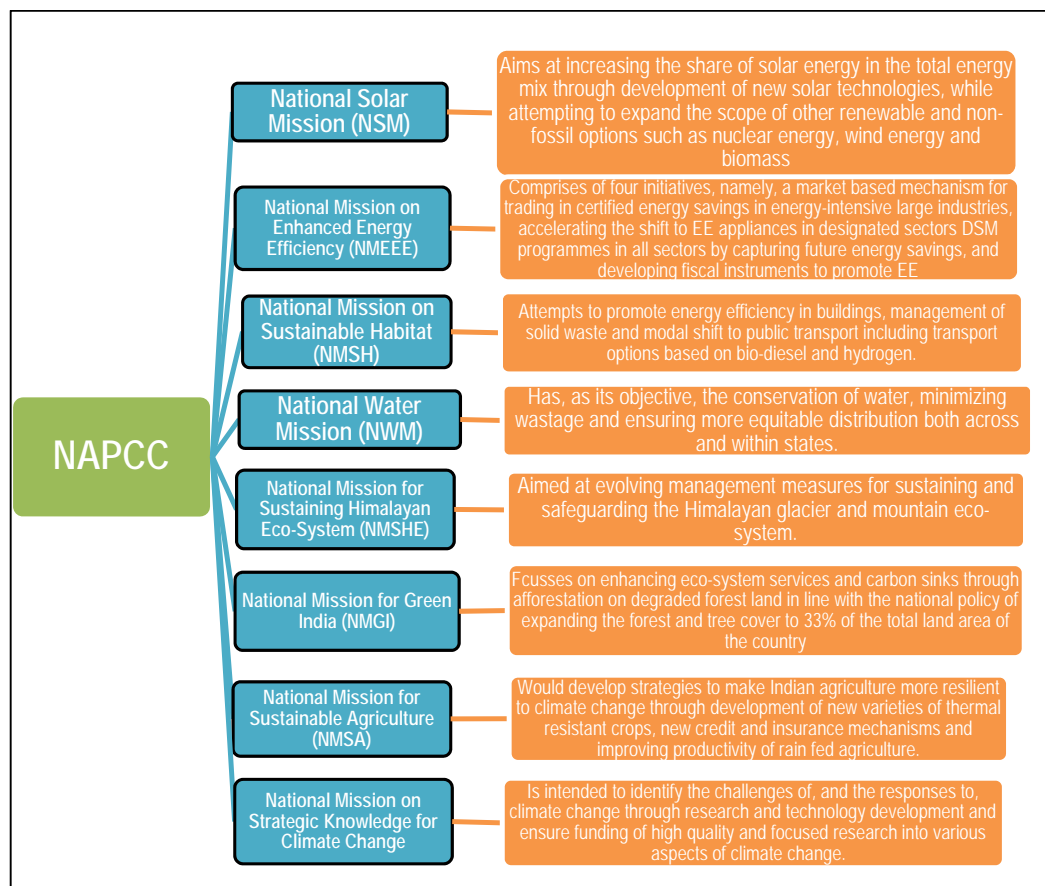 National Solar
Mission (NSM)
Aims at increasing the share of solar energy in the total energy
mix through development of new solar technologies, while
attempting to expand the scope of other renewable and non-
fossil options such as nuclear energy, wind energy and
biomass
National Mission on
Enhanced Energy
Efficiency (NMEEE)
Comprises of four initiatives, namely, a market based mechanism for
trading in certified energy savings in energy-intensive large industries,
accelerating the shift to EE appliances in designated sectors DSM
programmes in all sectors by capturing future energy savings, and
developing fiscal instruments to promote EE
National Mission on
Sustainable Habitat
(NMSH)
Attempts to promote energy efficiency in buildings, management of
solid waste and modal shift to public transport including transport
options based on bio-diesel and hydrogen.
NAPCC
National Water
Mission (NWM)
Has, as its objective, the conservation of water, minimizing
wastage and ensuring more equitable distribution both across
and within states.
National Mission for
Sustaining Himalayan
Eco-System (NMSHE)
Aimed at evolving management measures for sustaining and
safeguarding the Himalayan glacier and mountain eco-
system.
National Mission for Green
India (NMGI)
Fcusses on enhancing eco-system services and carbon sinks through
afforestation on degraded forest land in line with the national policy of
expanding the forest and tree cover to 33% of the total land area of
the country
National Mission for
Sustainable Agriculture
(NMSA)
Would develop strategies to make Indian agriculture more resilient
to climate change through development of new varieties of thermal
resistant crops, new credit and insurance mechanisms and
improving productivity of rain fed agriculture.
National Mission on
Strategic Knowledge for
Climate Change
Is intended to identify the challenges of, and the responses to,
climate change through research and technology development and
ensure funding of high quality and focused research into various
aspects of climate change.